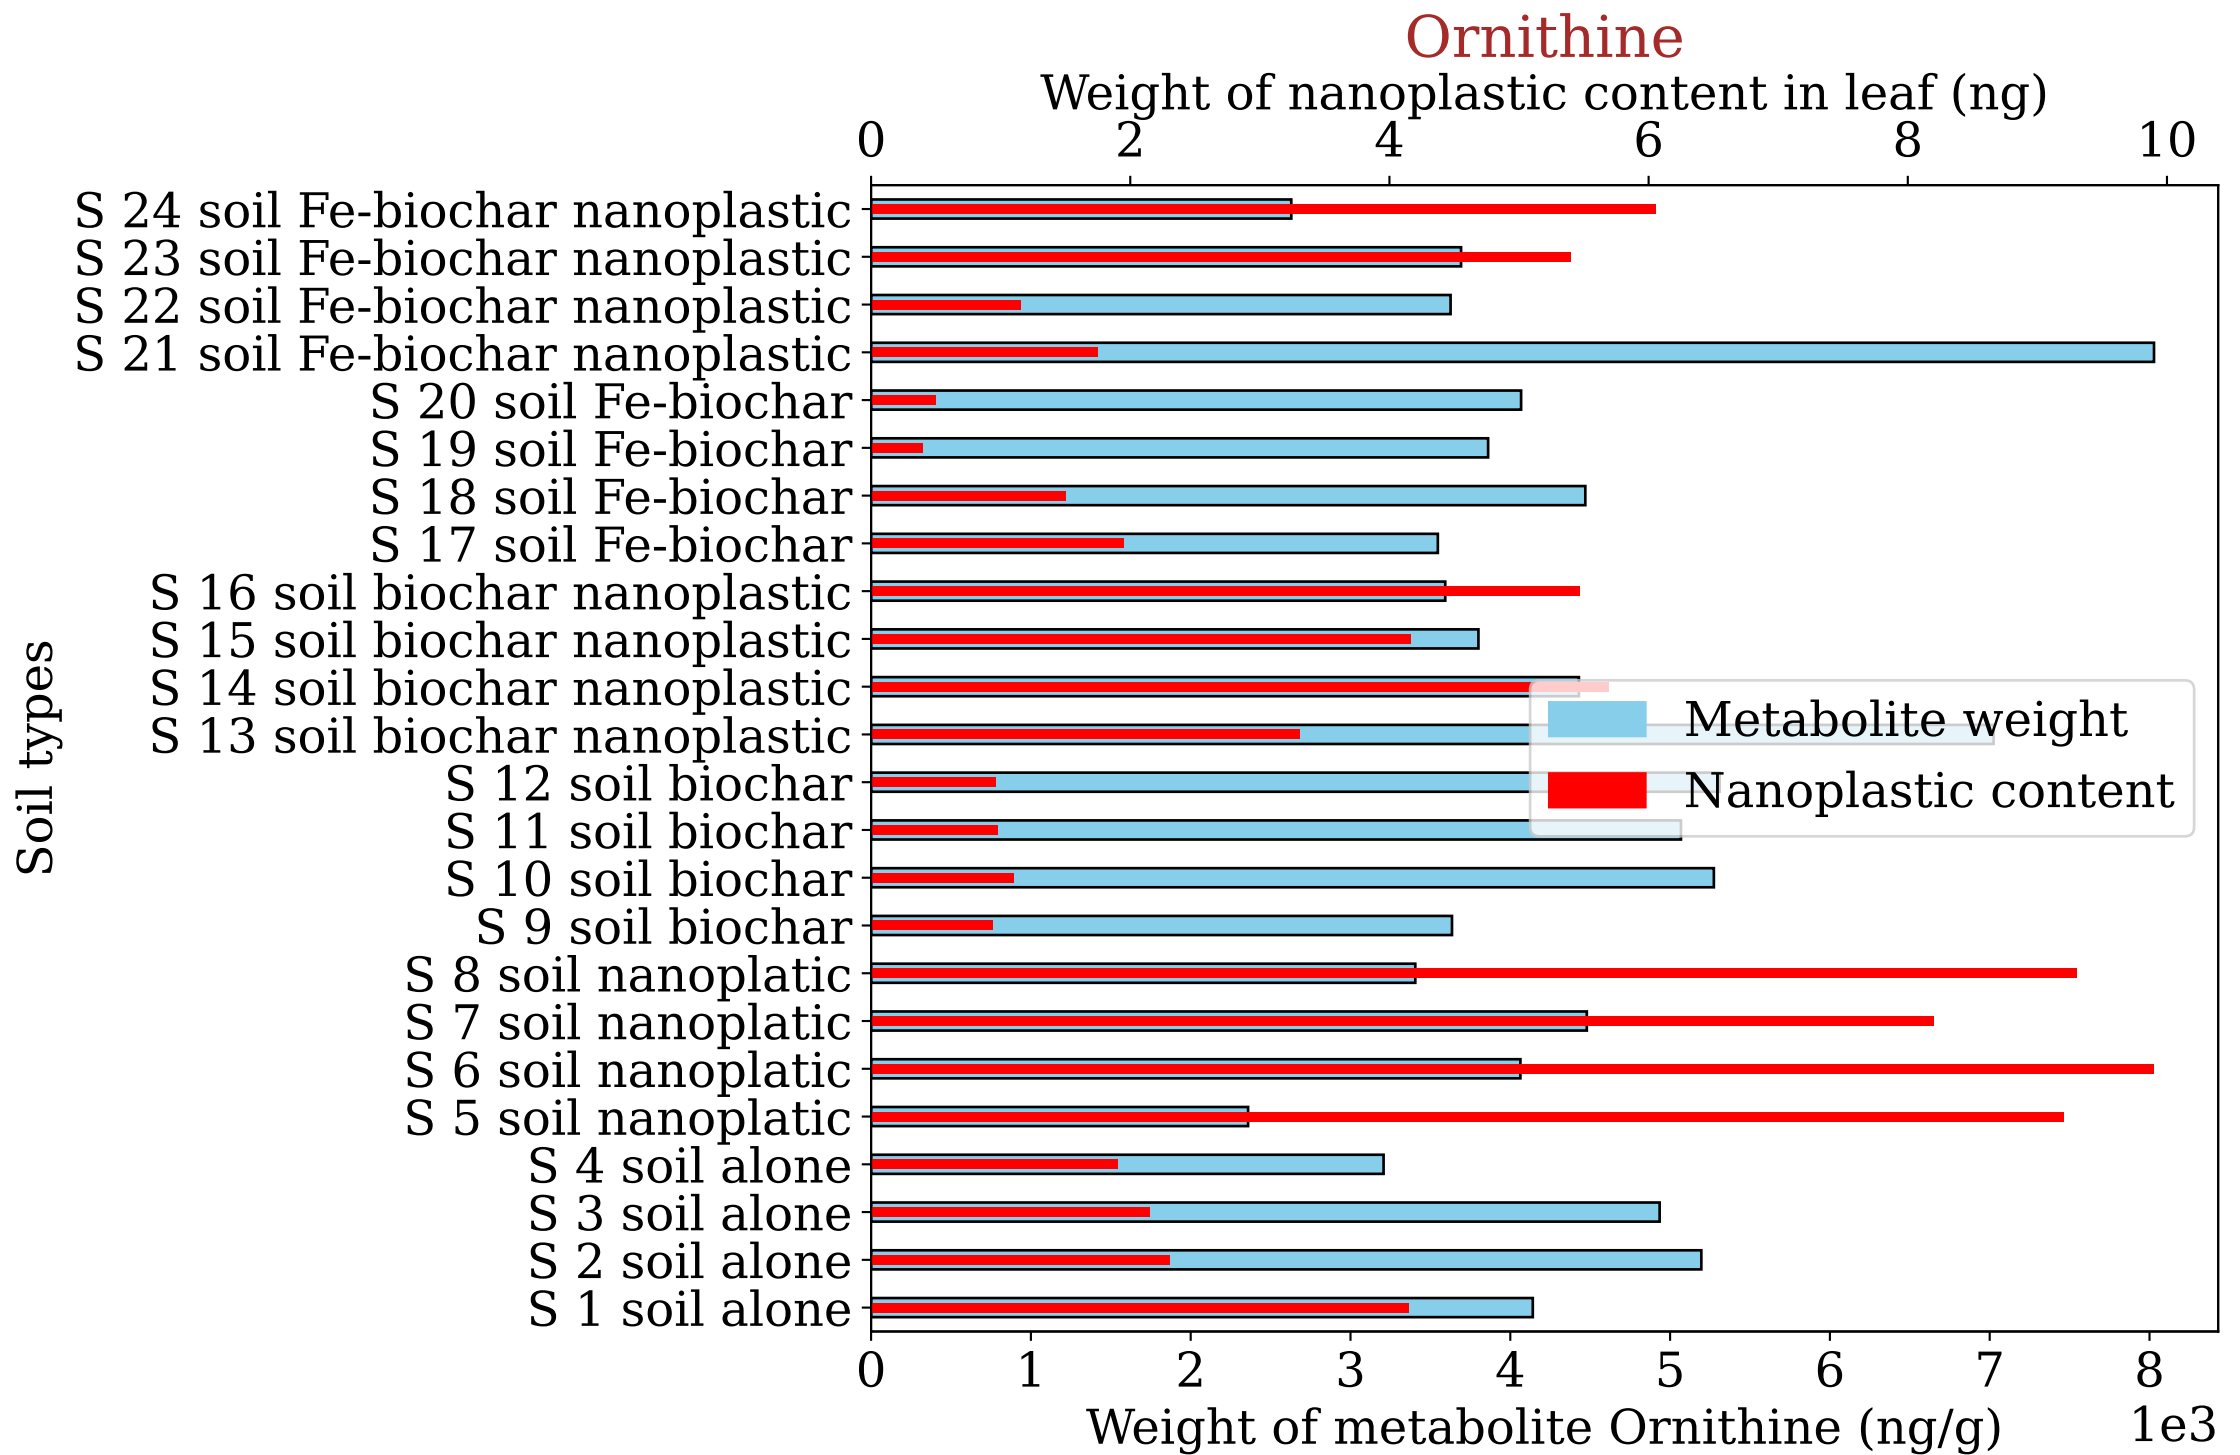 Ornithine
Weight of nanoplastic content in leaf (ng)
0 2 4 6 8 10
S 24 soil Fe-biochar nanoplastic
S 23 soil Fe-biochar nanoplastic
S 22 soil Fe-biochar nanoplastic
S 21 soil Fe-biochar nanoplastic
S 20 soil Fe-biochar
S 19 soil Fe-biochar
S 18 soil Fe-biochar
S 17 soil Fe-biochar
S 16 soil biochar nanoplastic
S 15 soil biochar nanoplastic
S 14 soil biochar nanoplastic
S 13 soil biochar nanoplastic
S 12 soil biochar
S 11 soil biochar
S 10 soil biochar
S 9 soil biochar
S 8 soil nanoplatic
S 7 soil nanoplatic
S 6 soil nanoplatic
S 5 soil nanoplatic
S 4 soil alone
S 3 soil alone
S 2 soil alone
S 1 soil alone
Soil types
Metabolite weight
Nanoplastic content
0 1 2 3 4 5 6 7 8
Weight of metabolite Ornithine (ng/g)
1e3